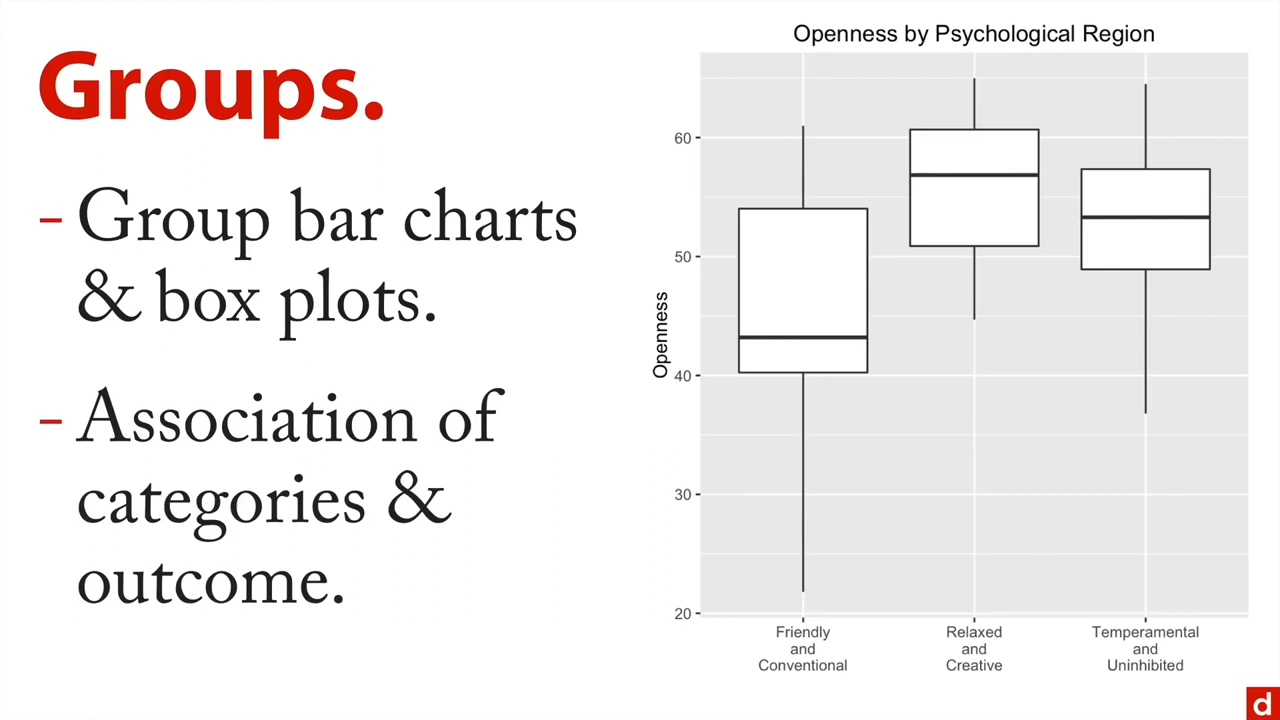 Groups.
- Group bar charts
& box plots.
- Association of
categories &
outcome.
Openness by Psychological Region
Openness
60
50
40
30
20
Friendly
and
Conventional
Relaxed
and
Creative
Temperamental
and
Uninhibited
d